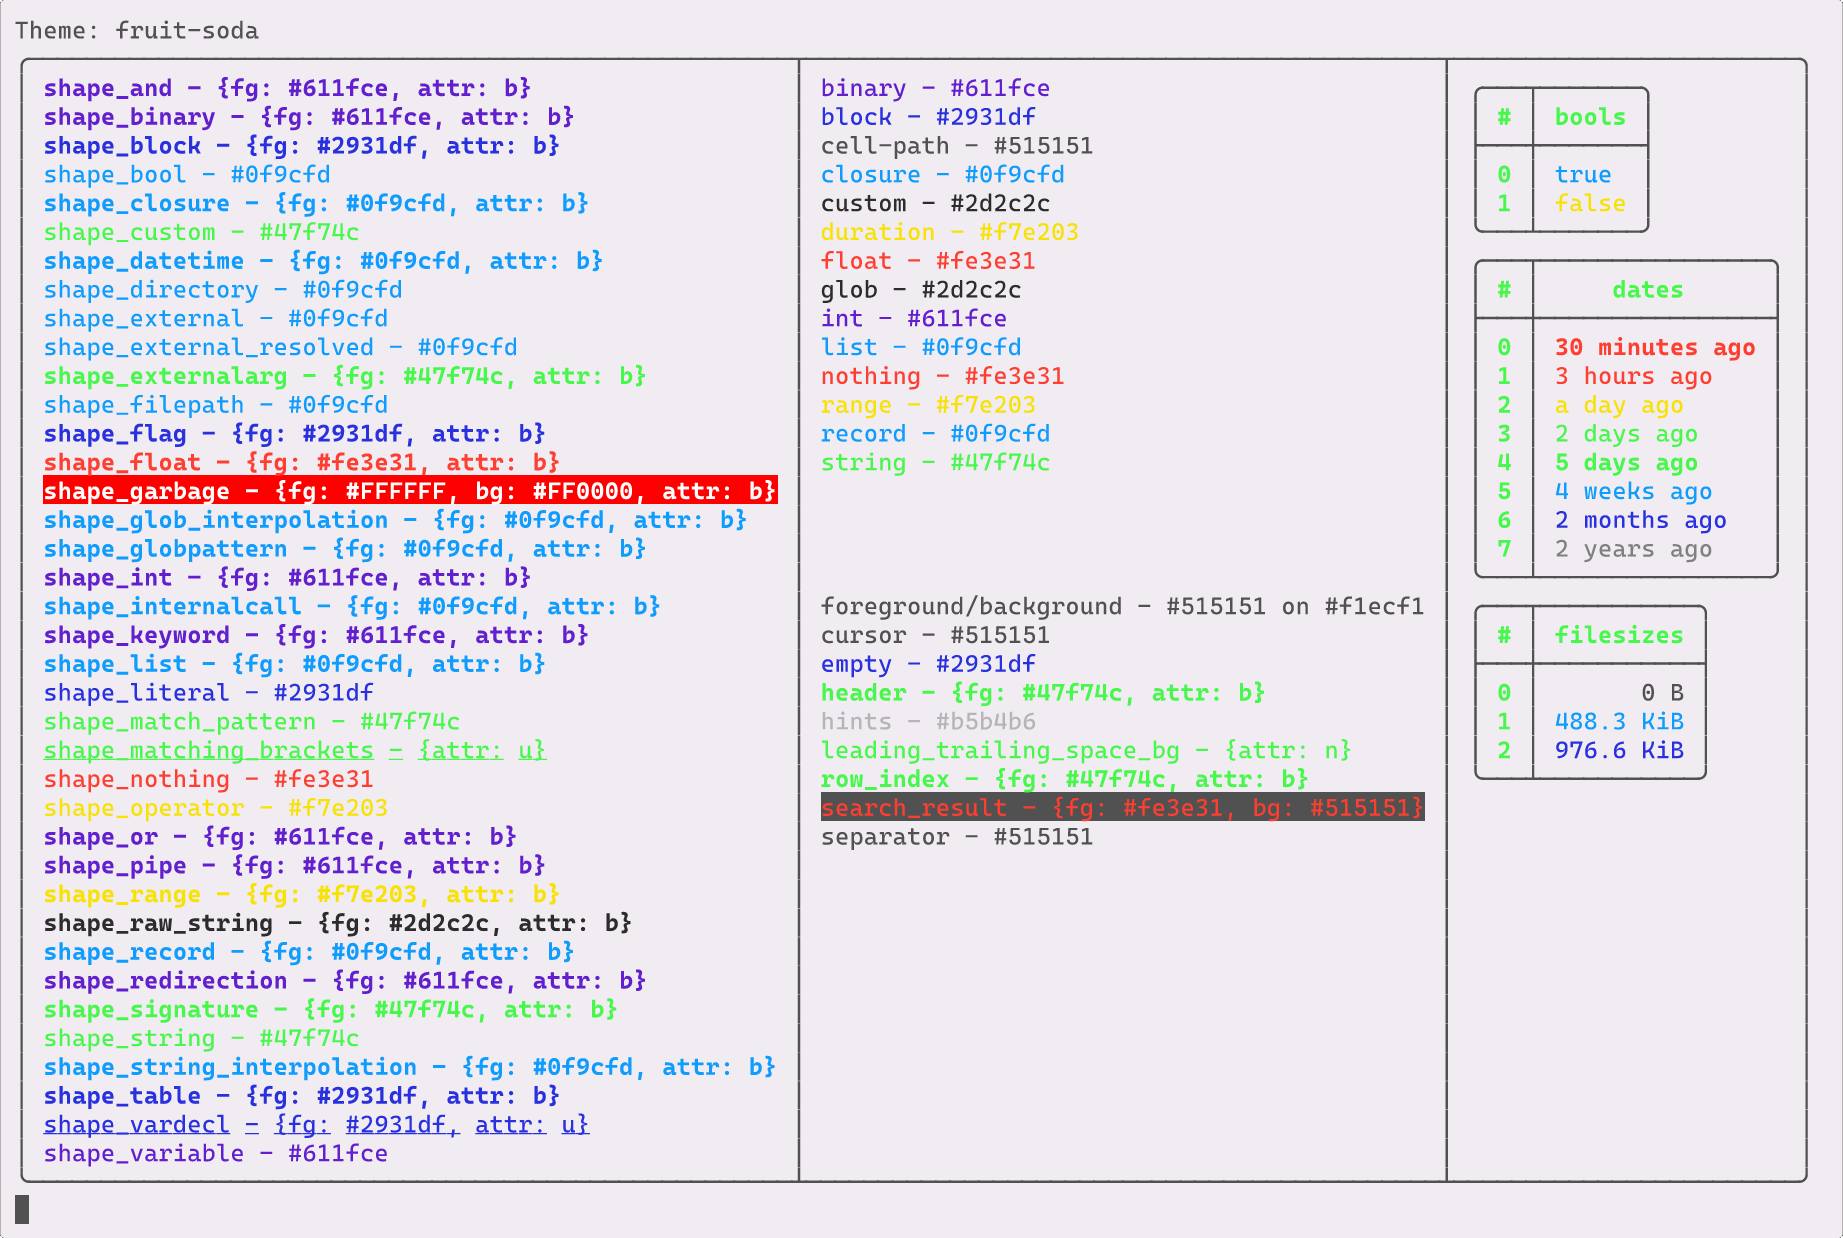 Theme: fruit-soda
shape_and - {fg: #611fce, attr: b}
shape_binary - {fg: #611fce, attr: b}
shape_block - {fg: #2931df, attr: b}
shape_bool - #0f9cfd
shape_closure - {fg: #0f9cfd, attr: b}
shape_custom - #47f74c
shape_datetime - {fg: #0f9cfd, attr: b}
shape_directory - #0f9cfd
shape_external - #0f9cfd
shape_external_resolved - #0f9cfd
shape_externalarg - {fg: #47f74c, attr: b}
shape_filepath - #0f9cfd
shape_flag - {fg: #2931df, attr: b}
shape_float - {fg: #fe3e31, attr: b}
shape_garbage - {fg: #FFFFFF, bg: #FF0000, attr: b}
shape_glob_interpolation - {fg: #0f9cfd, attr: b}
shape_globpattern - {fg: #0f9cfd, attr: b}
shape_int - {fg: #611fce, attr: b}
shape_internalcall - {fg: #0f9cfd, attr: b}
shape_keyword - {fg: #611fce, attr: b}
shape_list - {fg: #0f9cfd, attr: b}
shape_literal - #2931df
shape_match_pattern - #47f74c
shape_matching_brackets - {attr: u}
shape_nothing - #fe3e31
shape_operator - #f7e203
shape_or - {fg: #611fce, attr: b}
shape_pipe - {fg: #611fce, attr: b}
shape_range - {fg: #f7e203, attr: b}
shape_raw_string - {fg: #2d2c2c, attr: b}
shape_record - {fg: #0f9cfd, attr: b}
shape_redirection - {fg: #611fce, attr: b}
shape_signature - {fg: #47f74c, attr: b}
shape_string - #47f74c
shape_string_interpolation - {fg: #0f9cfd, attr: b}
shape_table - {fg: #2931df, attr: b}
shape_vardecl - {fg: #2931df, attr: u}
shape_variable - #611fce
binary - #611fce
block - #2931df
cell-path - #515151
closure - #0f9cfd
custom - #2d2c2c
duration - #f7e203
float - #fe3e31
glob - #2d2c2c
int - #611fce
list - #0f9cfd
nothing - #fe3e31
range - #f7e203
record - #0f9cfd
string - #47f74c
foreground/background - #515151 on #f1ecf1
cursor - #515151
empty - #2931df
header - {fg: #47f74c, attr: b}
hints - #b5b4b6
leading_trailing_space_bg - {attr: n}
row_index - {fg: #47f74c, attr: b}
search_result - {fg: #fe3e31, bg: #515151}
separator - #515151
# bools
0 true
1 false
# dates
0 30 minutes ago
1 3 hours ago
2 a day ago
3 2 days ago
4 5 days ago
5 4 weeks ago
6 2 months ago
7 2 years ago
# filesizes
0 0 B
1 488.3 KiB
2 976.6 KiB